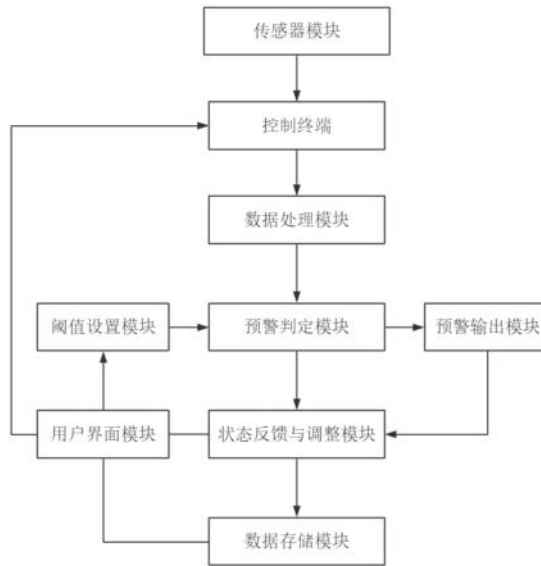 传感器模块
控制终端
数据处理模块
阈值设置模块
预警判定模块
预警输出模块
用户界面模块
状态反馈与调整模块
数据存储模块